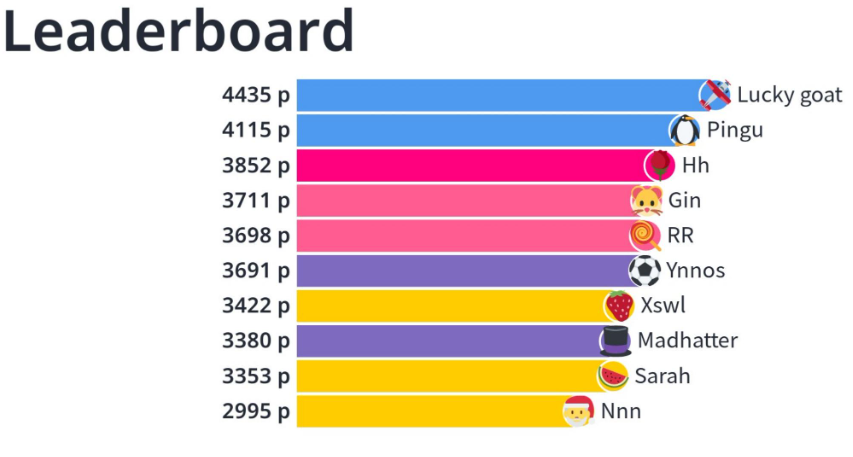 Leaderboard
4435 p Lucky goat
4115 p Pingu
3852 p Hh
3711 p Gin
3698 p RR
3691 p Ynnos
3422 p Xswl
3380 p Madhatter
3353 p Sarah
2995 p Nnn